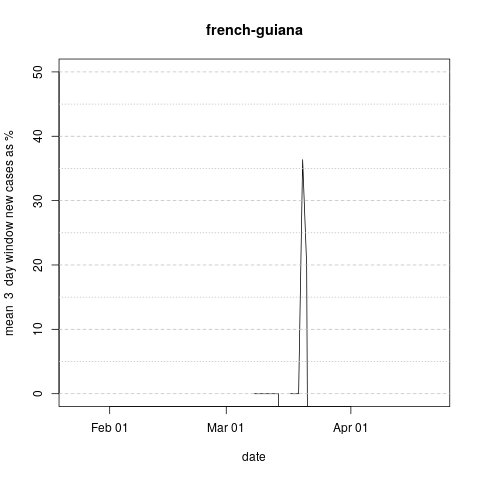 french-guiana
mean  3  day window new cases as %
50
40
30
20
10
0
Feb 01
Mar 01
Apr 01
date